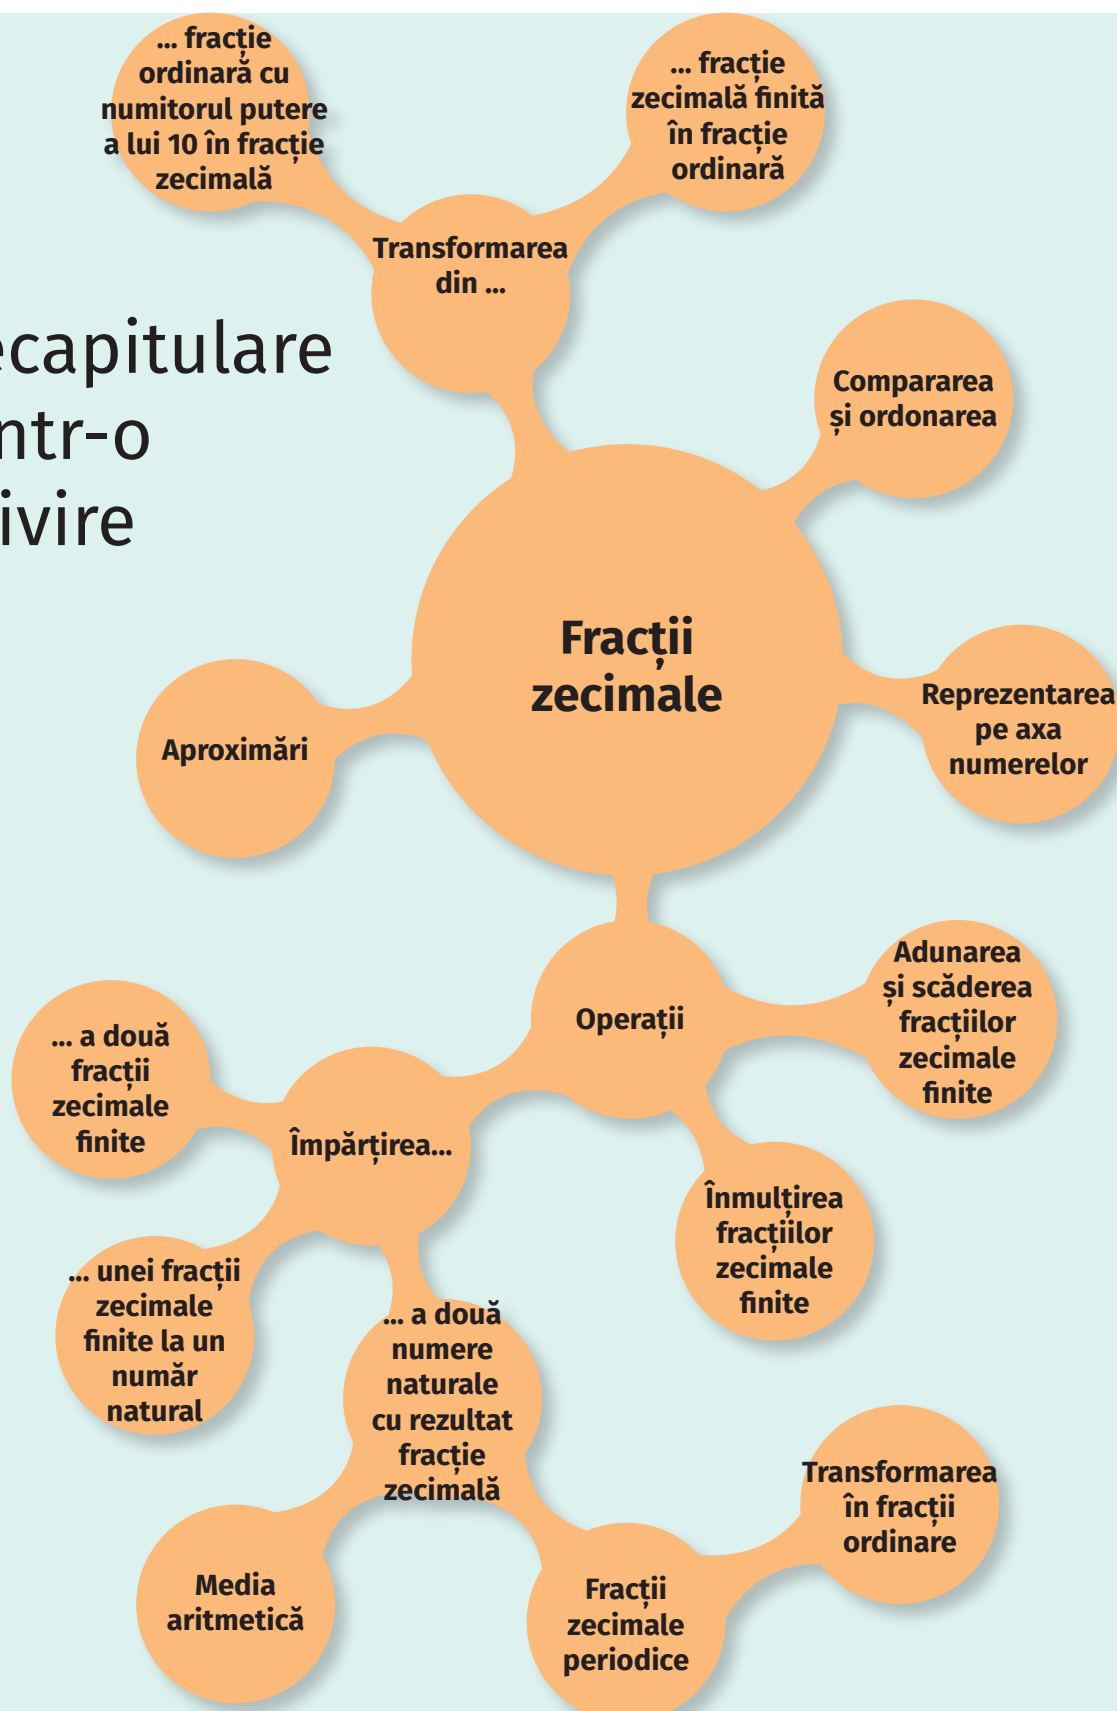 ... fracție
ordinară cu
numitorul putere
a lui 10 în fracție
zecimală
... fracție
zecimală finită
în fracție
ordinară
Transformarea
din ...
ecapitulare
ntr-o
ivire
Compararea
și ordonarea
Fracții
zecimale
Reprezentarea
pe axa
numerelor
Aproximări
Operații
Adunarea
și scăderea
fracțiilor
zecimale
finite
... a două
fracții
zecimale
finite
Împărțirea...
Înmulțirea
fracțiilor
zecimale
finite
... unei fracții
zecimale
finite la un
număr
natural
... a două
numere
naturale
cu rezultat
fracție
zecimală
Transformarea
în fracții
ordinare
Media
aritmetică
Fracții
zecimale
periodice